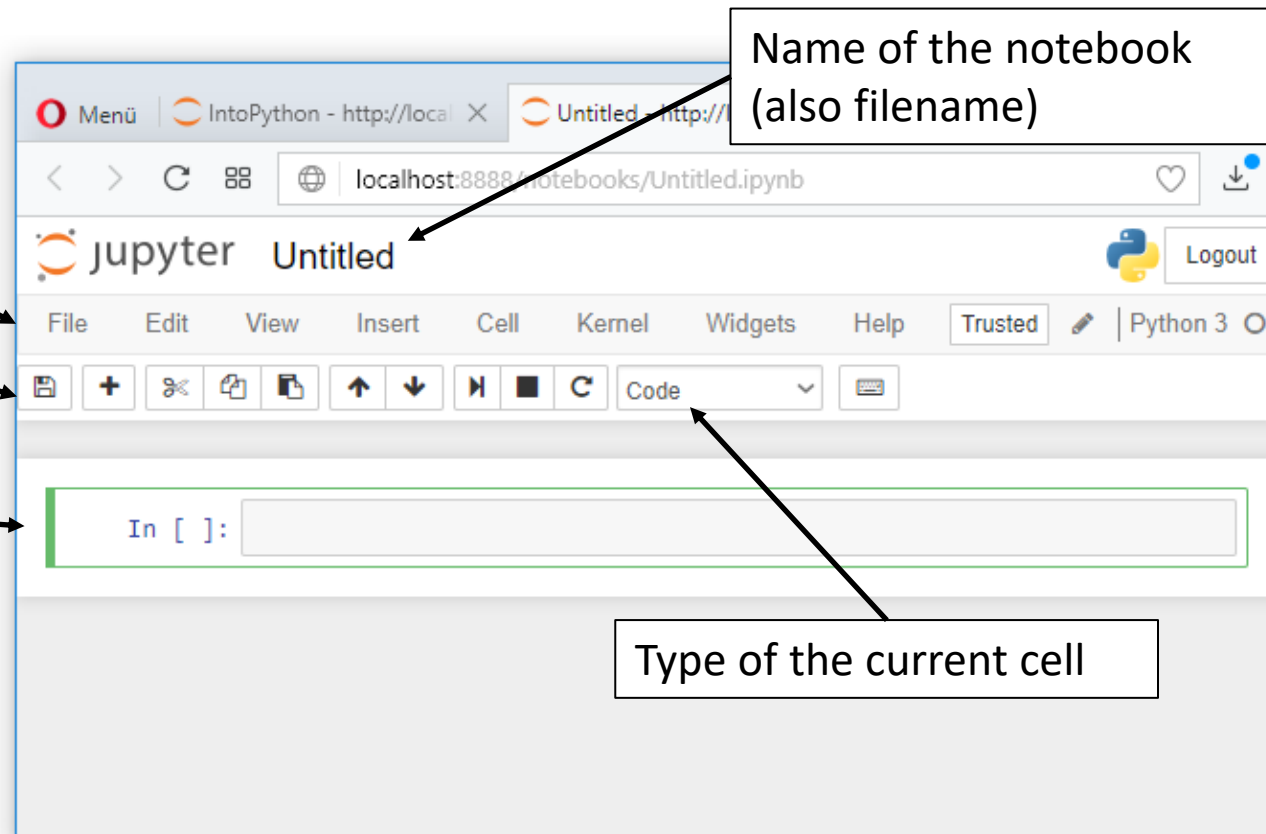 Name of the notebook
(also filename)
Menü IntoPython - http://local Untitled - http://l
localhost:8888/notebooks/Untitled.ipynb
jupyter Untitled Logout
File Edit View Insert Cell Kernel Widgets Help Trusted Python 3
Code
In [ ]:
Type of the current cell